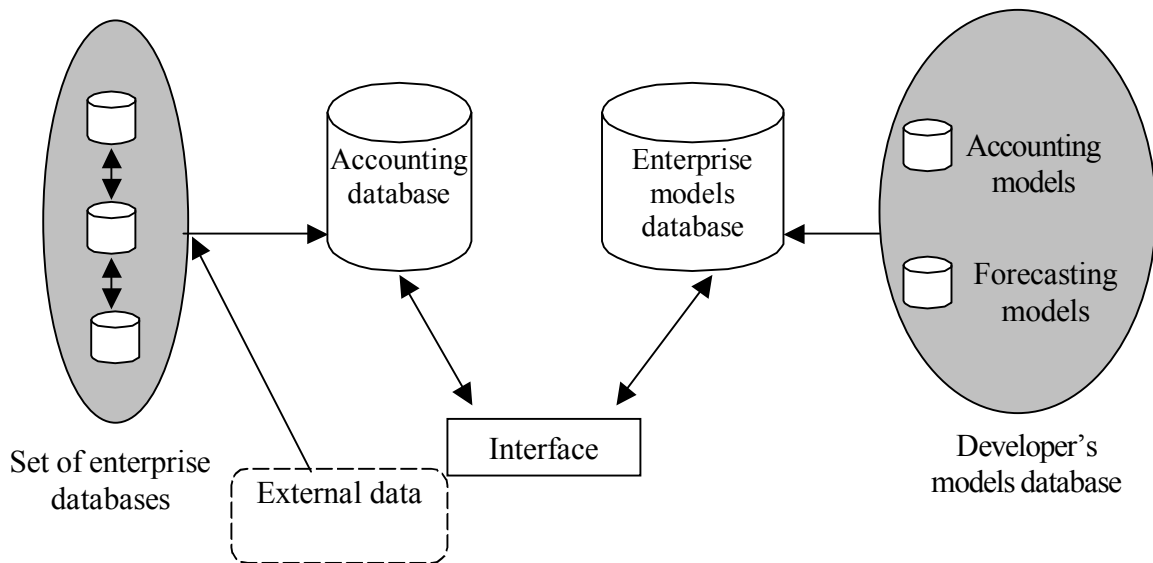 Accounting
database
Enterprise
models
database
Accounting
models
Forecasting
models
Set of enterprise
databases
External data
Interface
Developer’s
models database